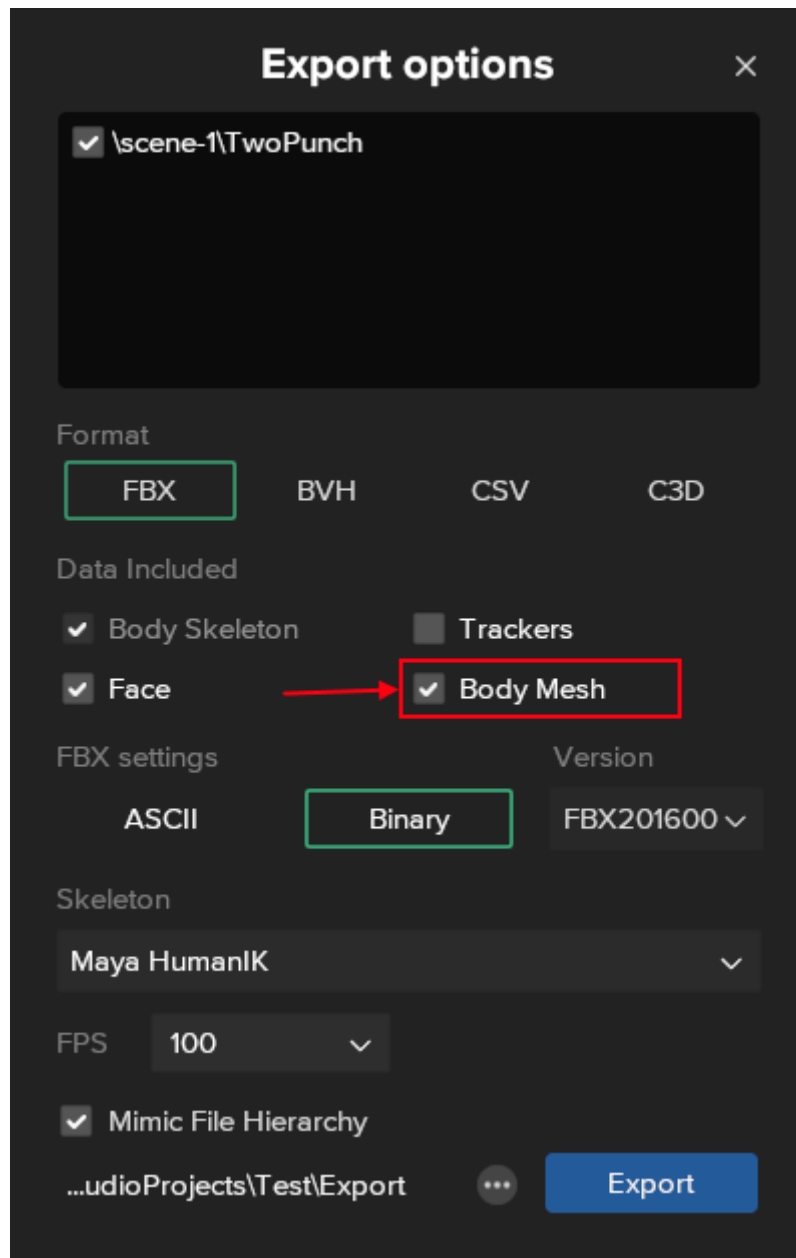 Export options
\scene-1\TwoPunch
Format
FBX BVH CSV C3D
Data Included
Body Skeleton Trackers
Face Body Mesh
FBX settings Version
ASCII Binary FBX201600
Skeleton
Maya HumanIK
FPS 100
Mimic File Hierarchy
...udioProjects\Test\Export Export